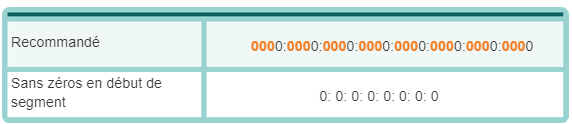 Recommandé
0000:0000:0000:0000:0000:0000:0000:0000
Sans zéros en début de
segment
0: 0: 0: 0: 0: 0: 0: 0